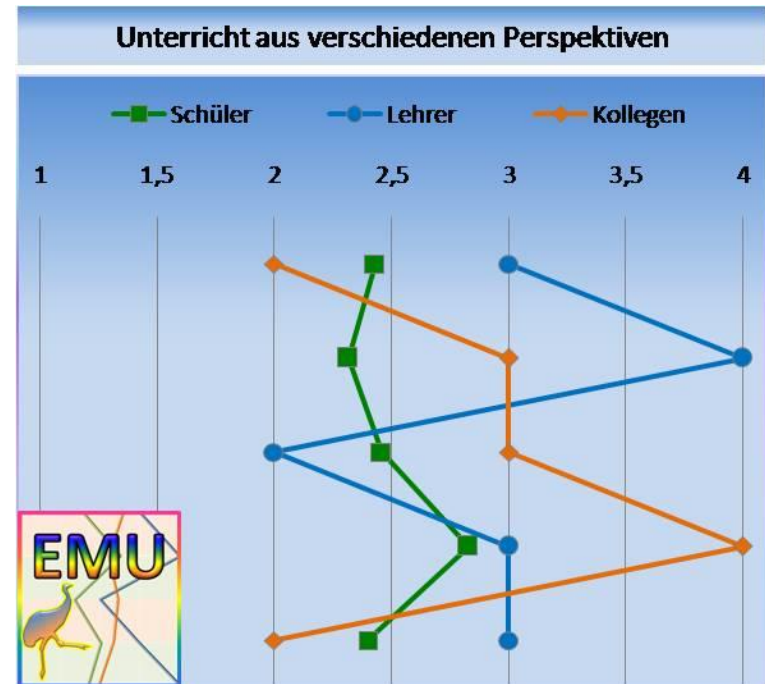 Unterricht aus verschiedenen Perspektiven
Schüler Lehrer Kollegen
1 1,5 2 2,5 3 3,5 4
EMU